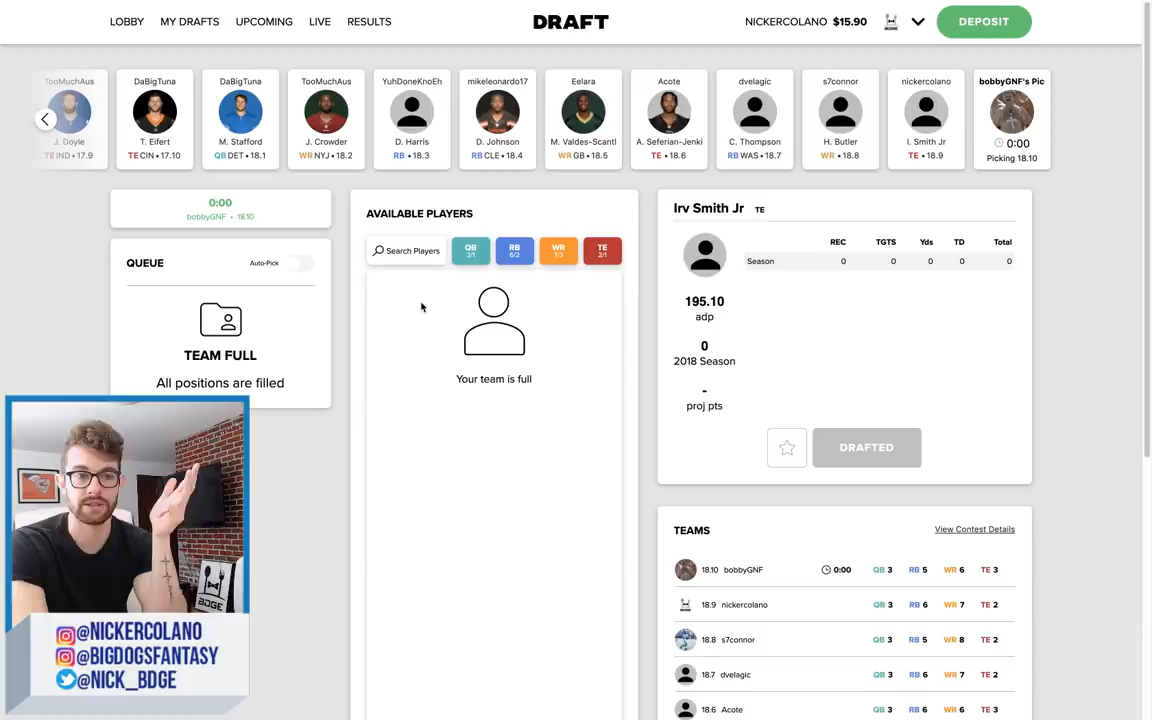 LOBBY MY DRAFTS UPCOMING LIVE RESULTS DRAFT NICKERCOLANO $15.90 DEPOSIT
TooMuchAus DaBigTuna DaBigTuna TooMuchAus YuhDoneKnoEh mikeleonardo17 Eelara Acote dvelagic s7connor nickercolano bobbyGNF's Pic
J. Doyle T. Eifert M. Stafford J. Crowder D. Harris D. Johnson M. Valdes-Scantl A. Seferian-Jenki C. Thompson H. Butler I. Smith Jr 0:00
TE IND • 17.9 TE CIN • 17.10 QB DET • 18.1 WR NYJ • 18.2 RB • 18.3 RB CLE • 18.4 WR GB • 18.5 TE • 18.6 RB WAS • 18.7 WR • 18.8 TE • 18.9 Picking 18.10
0:00
bobbyGNF • 18.10
QUEUE Auto-Pick
TEAM FULL
All positions are filled
AVAILABLE PLAYERS
Search Players QB RB WR TE
3/1 6/2 7/3 2/1
Your team is full
Irv Smith Jr TE
REC TGTS Yds TD Total
Season 0 0 0 0 0
195.10
adp
0
2018 Season
-
proj pts
DRAFTED
TEAMS View Contest Details
18.10 bobbyGNF 0:00 QB 3 RB 5 WR 6 TE 3
18.9 nickercolano QB 3 RB 6 WR 7 TE 2
18.8 s7connor QB 3 RB 5 WR 8 TE 2
18.7 dvelagic QB 3 RB 6 WR 7 TE 2
18.6 Acote QB 3 RB 6 WR 6 TE 3
BDGE
@NICKERCOLANO
@BIGDOGSFANTASY
@NICK_BDGE